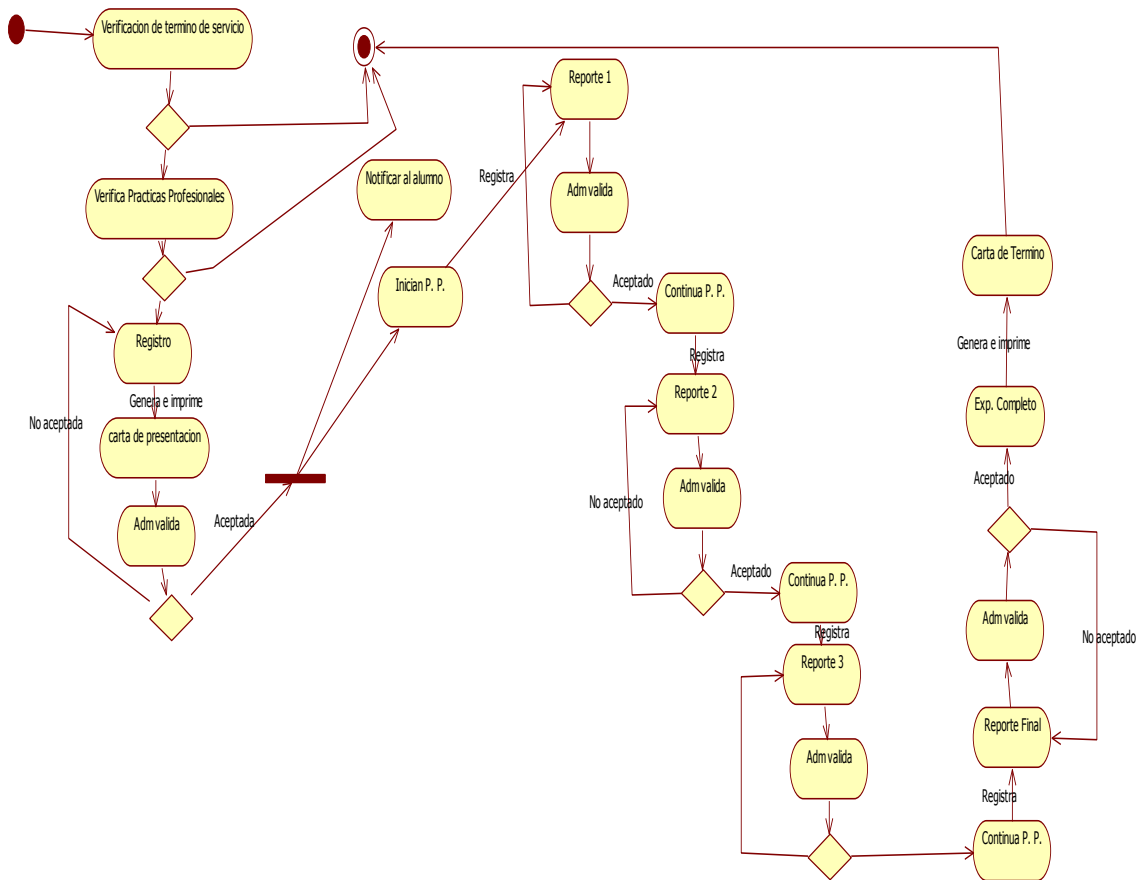 Verificacion de termino de servicio
Verifica Practicas Profesionales
Registro
Genera e imprime
No aceptada
carta de presentacion
Adm valida
Aceptada
Notificar al alumno
Inician P. P.
Registra
Reporte 1
Adm valida
Aceptado
Continua P. P.
Registra
Reporte 2
No aceptado
Adm valida
Aceptado
Continua P. P.
Registra
Reporte 3
Adm valida
Continua P. P.
Registra
Reporte Final
No aceptado
Adm valida
Aceptado
Exp. Completo
Genera e imprime
Carta de Termino